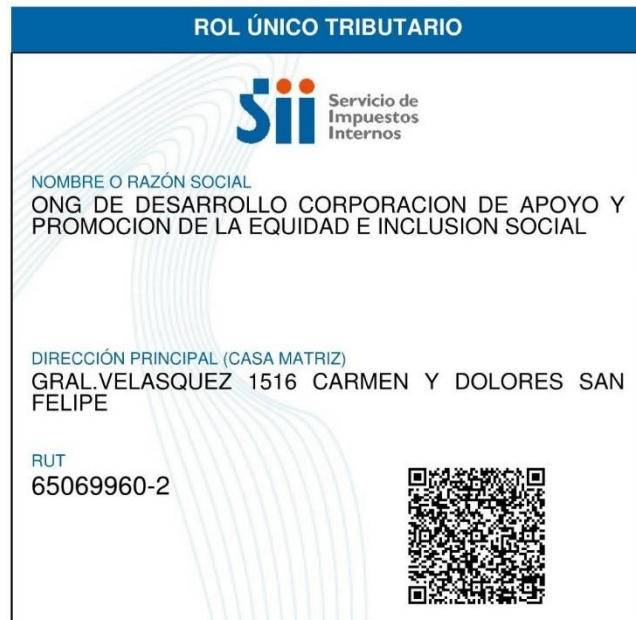 ROL ÚNICO TRIBUTARIO
Sii Servicio de
Impuestos
Internos
NOMBRE O RAZÓN SOCIAL
ONG DE DESARROLLO CORPORACION DE APOYO Y
PROMOCION DE LA EQUIDAD E INCLUSION SOCIAL
DIRECCIÓN PRINCIPAL (CASA MATRIZ)
GRAL.VELASQUEZ 1516 CARMEN Y DOLORES SAN
FELIPE
RUT
65069960-2